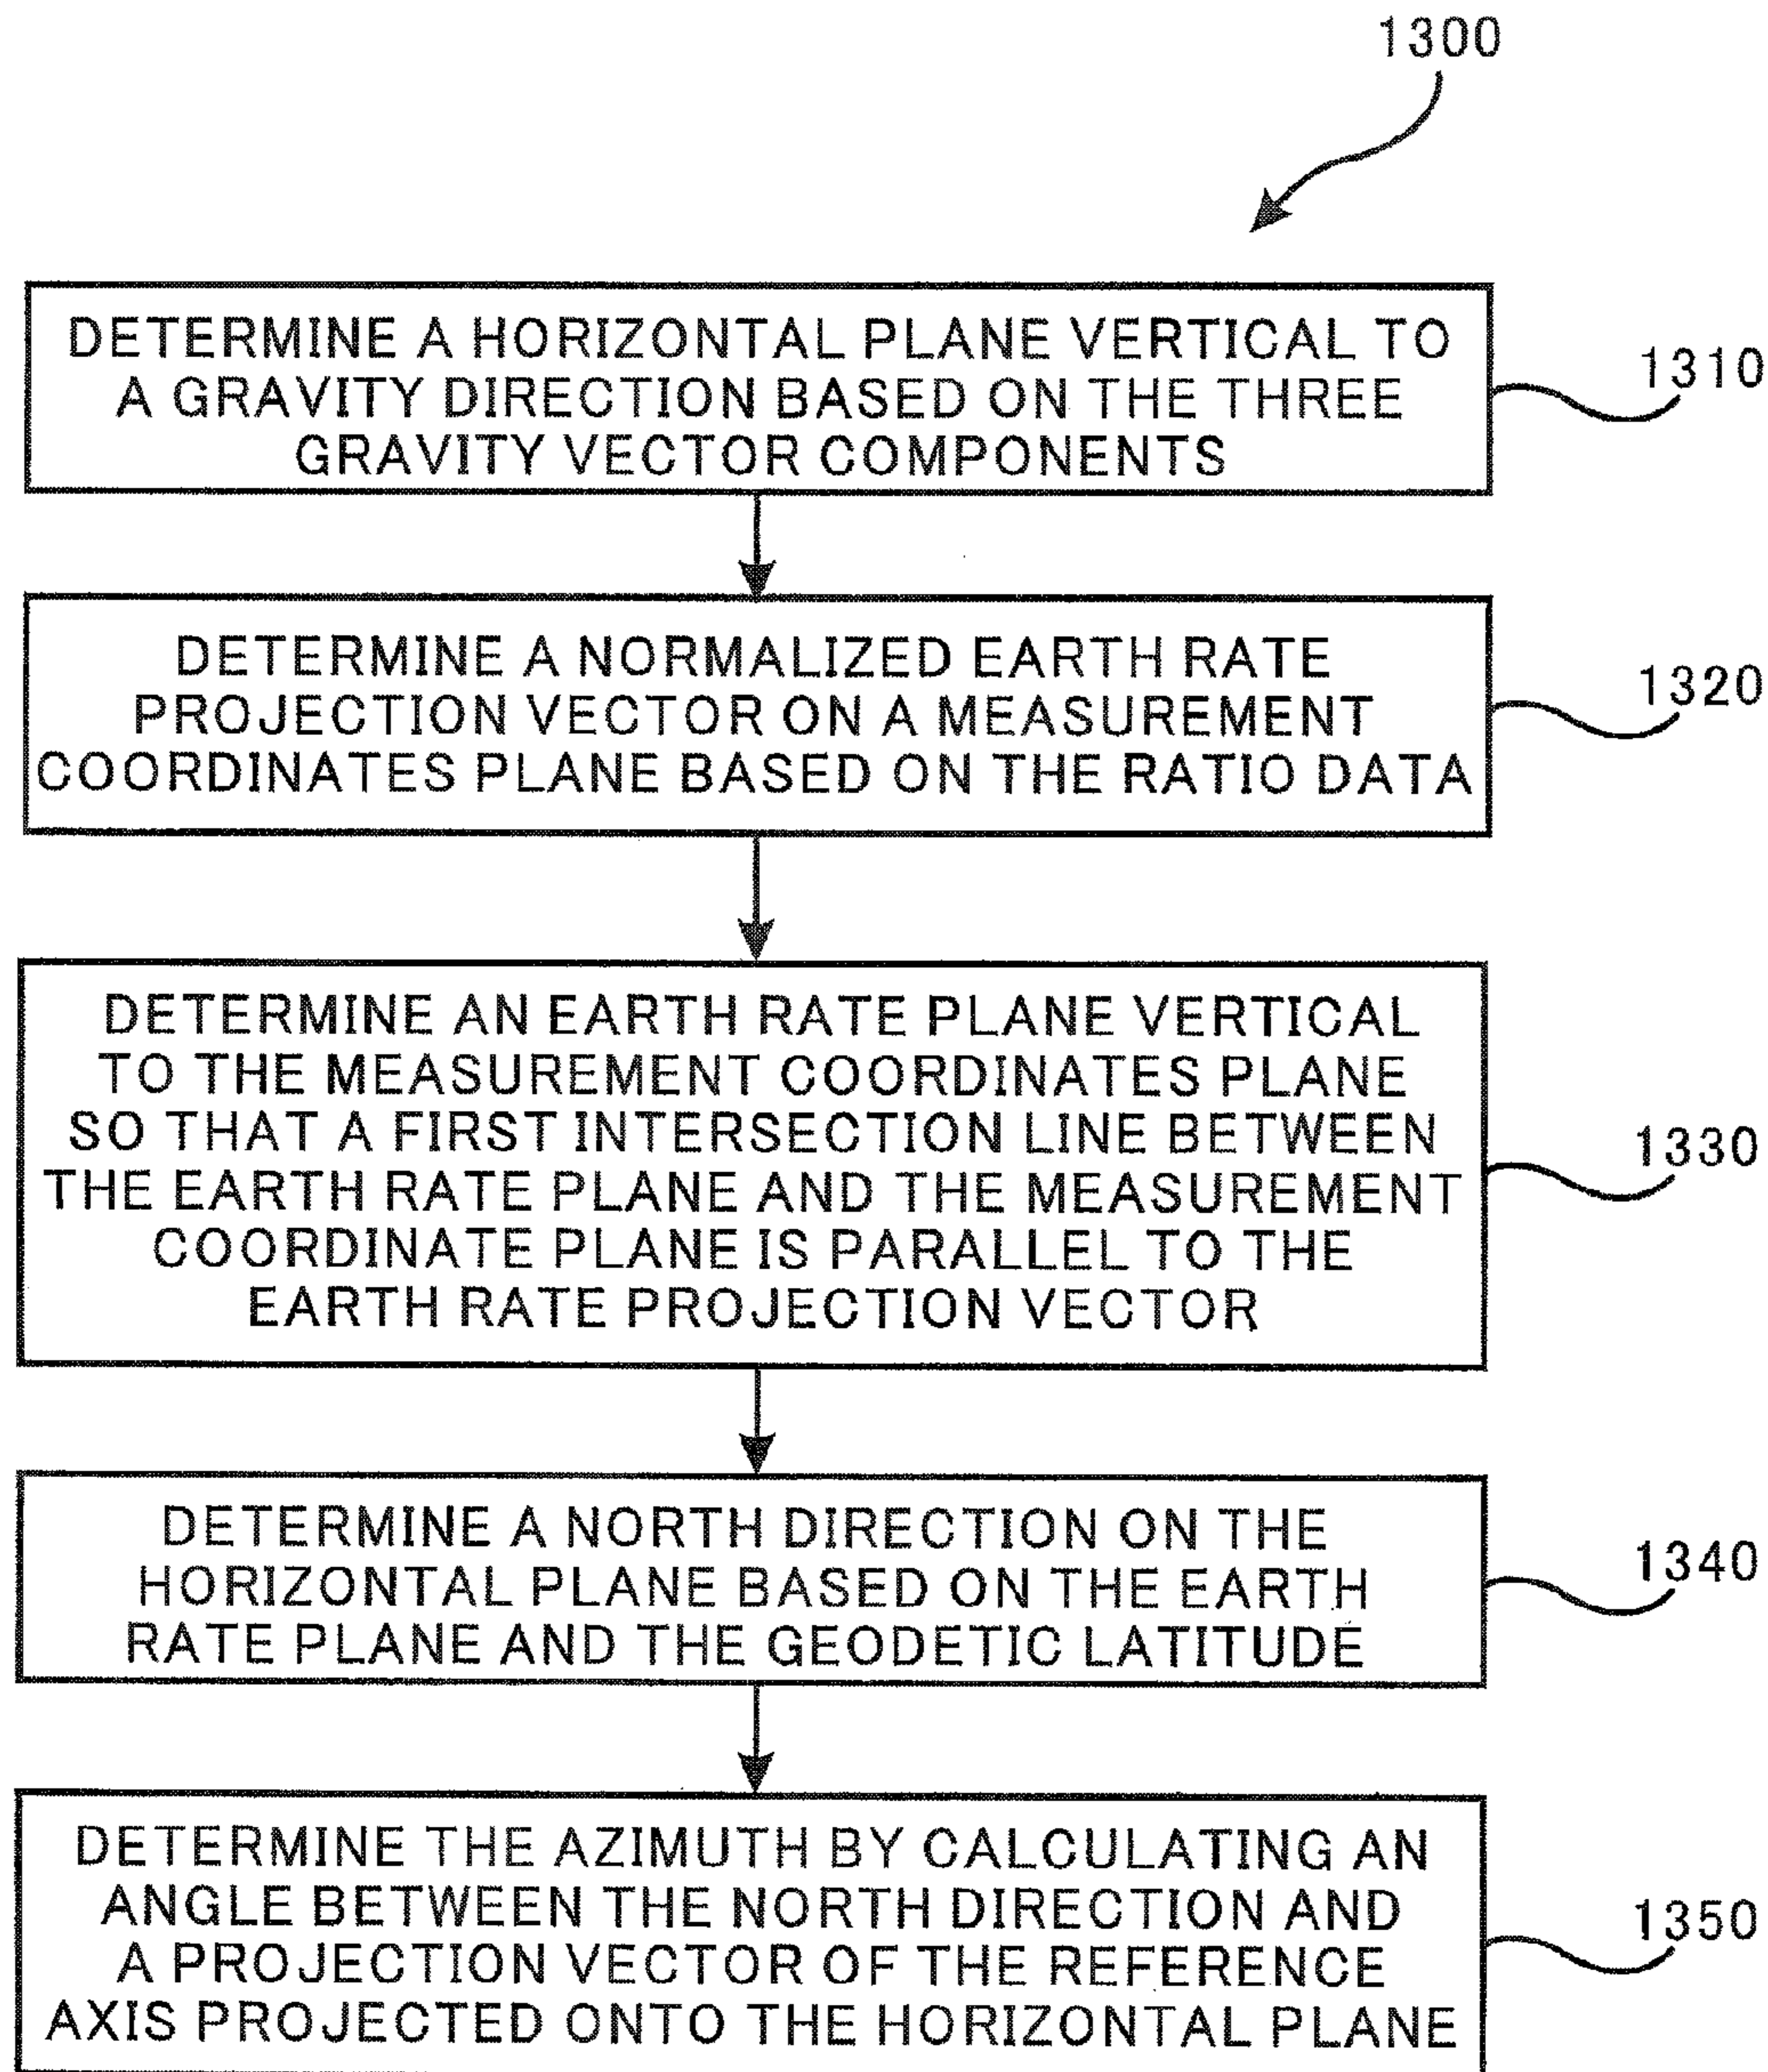 1300
DETERMINE A HORIZONTAL PLANE VERTICAL TO
A GRAVITY DIRECTION BASED ON THE THREE
GRAVITY VECTOR COMPONENTS
1310
DETERMINE A NORMALIZED EARTH RATE
PROJECTION VECTOR ON A MEASUREMENT
COORDINATES PLANE BASED ON THE RATIO DATA
1320
DETERMINE AN EARTH RATE PLANE VERTICAL
TO THE MEASUREMENT COORDINATES PLANE
SO THAT A FIRST INTERSECTION LINE BETWEEN
THE EARTH RATE PLANE AND THE MEASUREMENT
COORDINATE PLANE IS PARALLEL TO THE
EARTH RATE PROJECTION VECTOR
1330
DETERMINE A NORTH DIRECTION ON THE
HORIZONTAL PLANE BASED ON THE EARTH
RATE PLANE AND THE GEODETIC LATITUDE
1340
DETERMINE THE AZIMUTH BY CALCULATING AN
ANGLE BETWEEN THE NORTH DIRECTION AND
A PROJECTION VECTOR OF THE REFERENCE
AXIS PROJECTED ONTO THE HORIZONTAL PLANE
1350